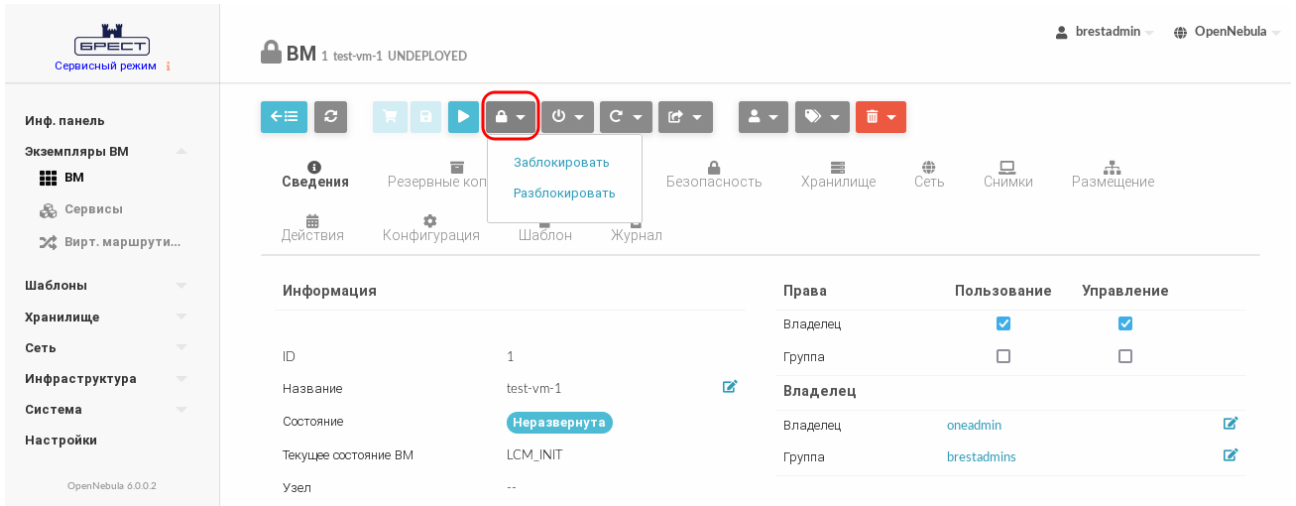 БРЕСТ
Сервисный режим i
ВМ 1 test-vm-1 UNDEPLOYED
brestadmin
OpenNebula
Инф. панель
Экземпляры ВМ
ВМ
Сервисы
Вирт. маршрути...
Шаблоны
Хранилище
Сеть
Инфраструктура
Система
Настройки
OpenNebula 6.0.0.2
Заблокировать
Разблокировать
Сведения
Резервные коп
Безопасность
Хранилище
Сеть
Снимки
Размещение
Действия
Конфигурация
Шаблон
Журнал
Информация
ID 1
Название test-vm-1
Состояние Неразвернута
Текущее состояние ВМ LCM_INIT
Узел --
Права Пользование Управление
Владелец
Группа
Владелец
Владелец oneadmin
Группа brestadmins